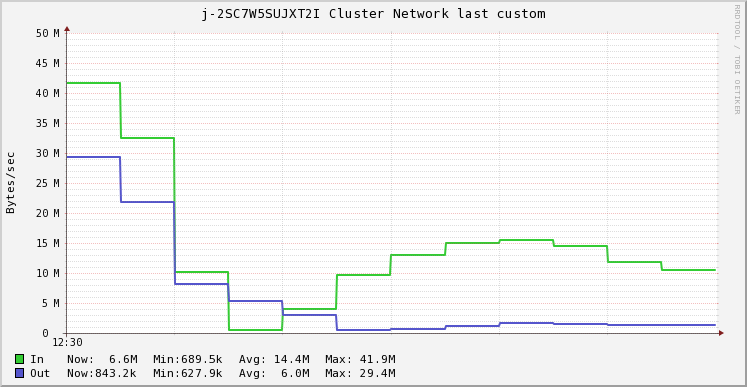 j-2SC7W5SUJXT2I Cluster Network last custom
RRDTOOL / TOBI OETIKER
Bytes/sec
50 M
45 M
40 M
35 M
30 M
25 M
20 M
15 M
10 M
5 M
0
12:30
In Now: 6.6M Min:689.5k Avg: 14.4M Max: 41.9M
Out Now:843.2k Min:627.9k Avg: 6.0M Max: 29.4M